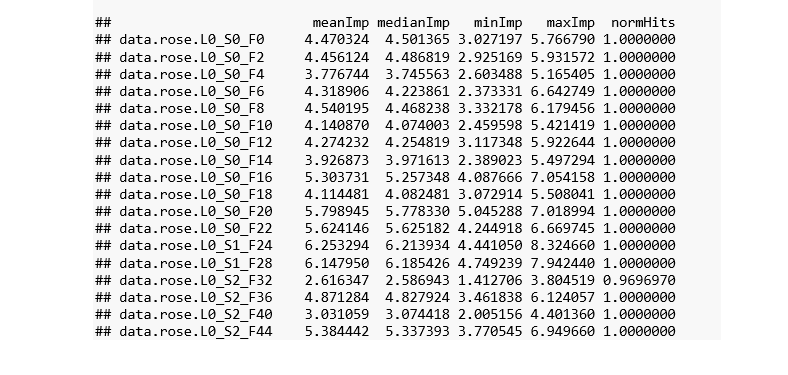 ## meanImp medianImp minImp maxImp normHits
## data.rose.L0_S0_F0 4.470324 4.501365 3.027197 5.766790 1.0000000
## data.rose.L0_S0_F2 4.456124 4.486819 2.925169 5.931572 1.0000000
## data.rose.L0_S0_F4 3.776744 3.745563 2.603488 5.165405 1.0000000
## data.rose.L0_S0_F6 4.318906 4.223861 2.373331 6.642749 1.0000000
## data.rose.L0_S0_F8 4.540195 4.468238 3.332178 6.179456 1.0000000
## data.rose.L0_S0_F10 4.140870 4.074003 2.459598 5.421419 1.0000000
## data.rose.L0_S0_F12 4.274232 4.254819 3.117348 5.922644 1.0000000
## data.rose.L0_S0_F14 3.926873 3.971613 2.389023 5.497294 1.0000000
## data.rose.L0_S0_F16 5.303731 5.257348 4.087666 7.054158 1.0000000
## data.rose.L0_S0_F18 4.114481 4.082481 3.072914 5.508041 1.0000000
## data.rose.L0_S0_F20 5.798945 5.778330 5.045288 7.018994 1.0000000
## data.rose.L0_S0_F22 5.624146 5.625182 4.244918 6.669745 1.0000000
## data.rose.L0_S1_F24 6.253294 6.213934 4.441050 8.324660 1.0000000
## data.rose.L0_S1_F28 6.147950 6.185426 4.749239 7.942440 1.0000000
## data.rose.L0_S2_F32 2.616347 2.586943 1.412706 3.804519 0.9696970
## data.rose.L0_S2_F36 4.871284 4.827924 3.461838 6.124057 1.0000000
## data.rose.L0_S2_F40 3.031059 3.074418 2.005156 4.401360 1.0000000
## data.rose.L0_S2_F44 5.384442 5.337393 3.770545 6.949660 1.0000000